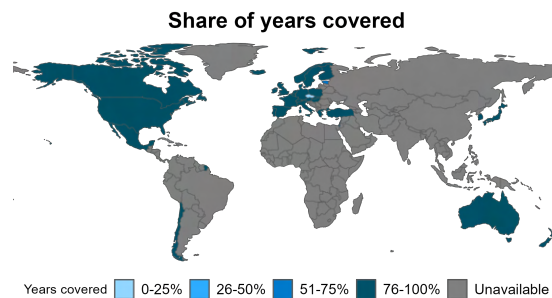 Share of years covered
Years covered 0-25% 26-50% 51-75% 76-100% Unavailable